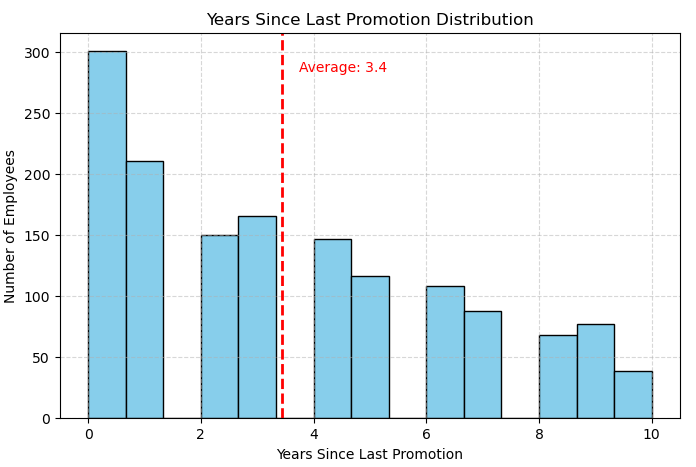 Years Since Last Promotion Distribution
300
250
200
150
100
50
0
Number of Employees
Average: 3.4
0 2 4 6 8 10
Years Since Last Promotion